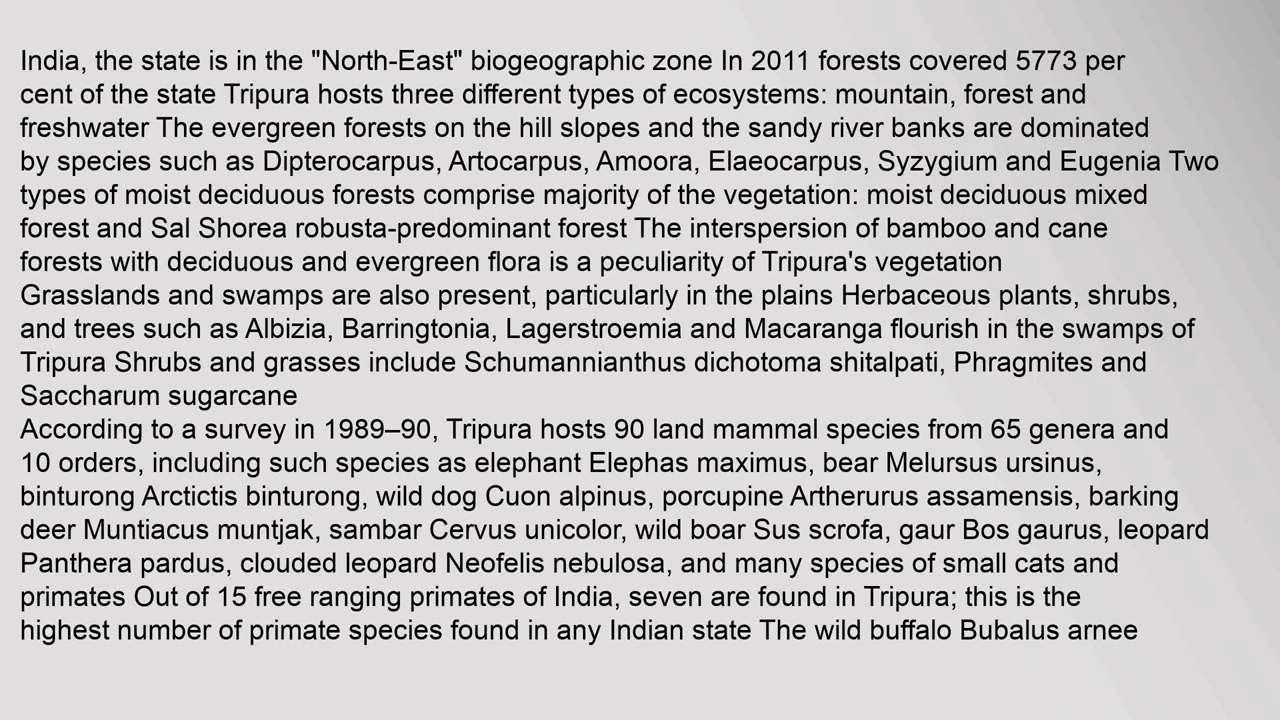 India, the state is in the "North-East" biogeographic zone In 2011 forests covered 5773 per
cent of the state Tripura hosts three different types of ecosystems: mountain, forest and
freshwater The evergreen forests on the hill slopes and the sandy river banks are dominated
by species such as Dipterocarpus, Artocarpus, Amoora, Elaeocarpus, Syzygium and Eugenia Two
types of moist deciduous forests comprise majority of the vegetation: moist deciduous mixed
forest and Sal Shorea robusta-predominant forest The interspersion of bamboo and cane
forests with deciduous and evergreen flora is a peculiarity of Tripura's vegetation
Grasslands and swamps are also present, particularly in the plains Herbaceous plants, shrubs,
and trees such as Albizia, Barringtonia, Lagerstroemia and Macaranga flourish in the swamps of
Tripura Shrubs and grasses include Schumannianthus dichotoma shitalpati, Phragmites and
Saccharum sugarcane
According to a survey in 1989–90, Tripura hosts 90 land mammal species from 65 genera and
10 orders, including such species as elephant Elephas maximus, bear Melursus ursinus,
binturong Arctictis binturong, wild dog Cuon alpinus, porcupine Artherurus assamensis, barking
deer Muntiacus muntjak, sambar Cervus unicolor, wild boar Sus scrofa, gaur Bos gaurus, leopard
Panthera pardus, clouded leopard Neofelis nebulosa, and many species of small cats and
primates Out of 15 free ranging primates of India, seven are found in Tripura; this is the
highest number of primate species found in any Indian state The wild buffalo Bubalus arnee